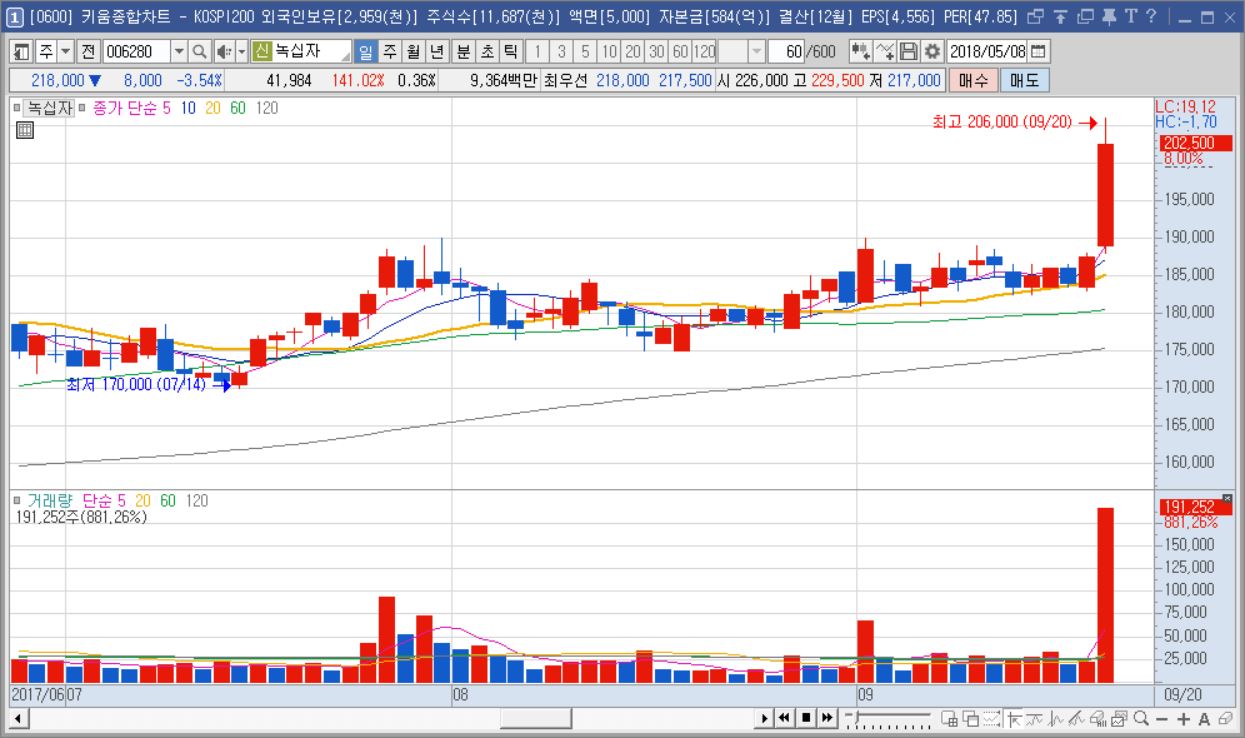 1 [0600] 키움종합차트 - KOSPI200 외국인보유[2,959(천)] 주식수[11,687(천)] 액면[5,000] 자본금[584(억)] 결산[12월] EPS[4,556] PER[47.85] T ?
주 전 006280 신 녹십자 일 주 월 년 분 초 틱 1 3 5 10 20 30 60 120 60 /600 2018/05/08
218,000 ▼ 8,000 -3.54% 41,984 141.02% 0.36% 9,364백만 최우선 218,000 217,500 시 226,000 고 229,500 저 217,000 매수 매도
녹십자 종가 단순 5 10 20 60 120
LC:19.12
HC:-1.70
최고 206,000 (09/20)
202,500
8.00%
195,000
190,000
185,000
180,000
175,000
170,000
165,000
160,000
최저 170,000 (07/14)
거래량 단순 5 20 60 120
191,252주(881.26%)
191,252
881.26%
150,000
125,000
100,000
75,000
50,000
25,000
2017/06 07 08 09 09/20
A